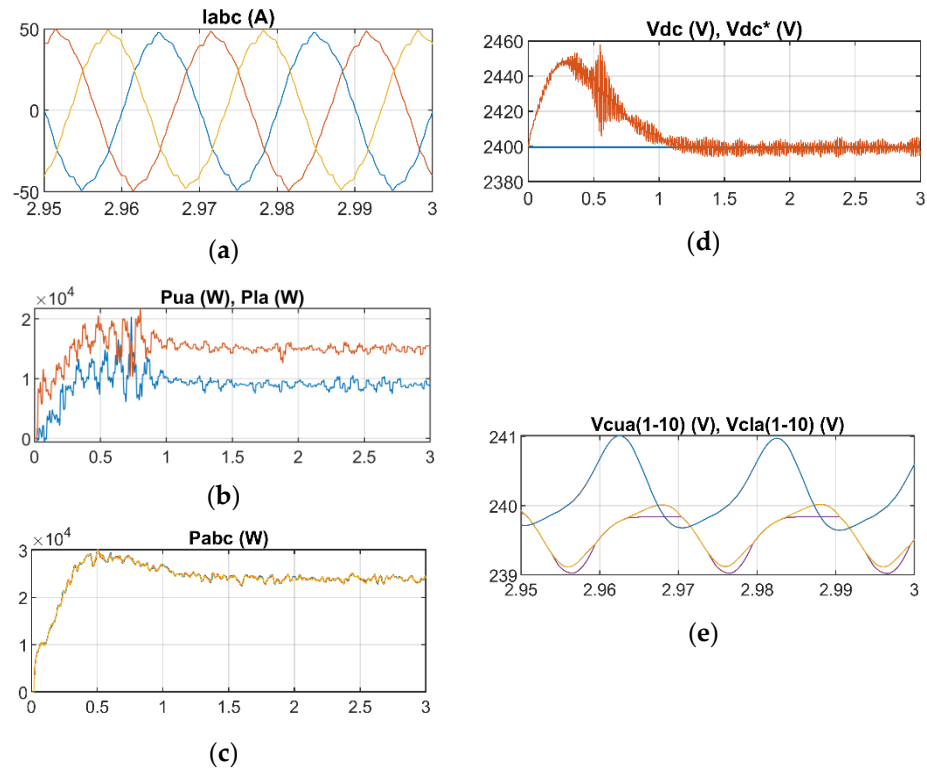 Iabc (A)
50
0
-50
2.95 2.96 2.97 2.98 2.99 3
(a)
×10⁴
Pua (W), Pla (W)
2
1
0
0 0.5 1 1.5 2 2.5 3
(b)
×10⁴
Pabc (W)
3
2
1
0
0 0.5 1 1.5 2 2.5 3
(c)
Vdc (V), Vdc* (V)
2460
2440
2420
2400
2380
0 0.5 1 1.5 2 2.5 3
(d)
Vcua(1-10) (V), Vcla(1-10) (V)
241
240
239
2.95 2.96 2.97 2.98 2.99 3
(e)